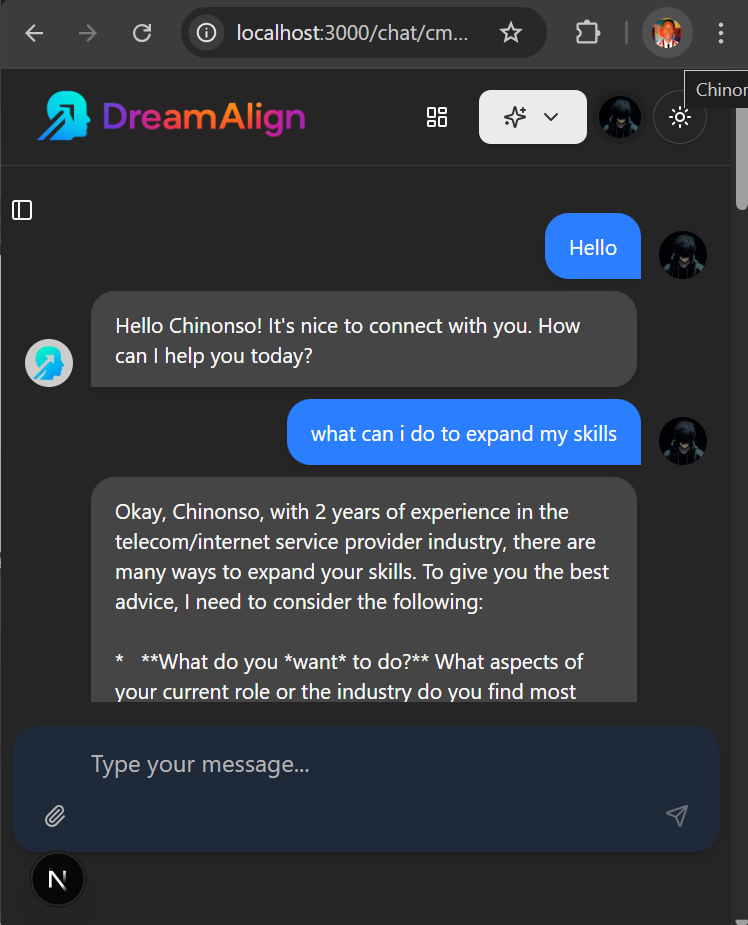 localhost:3000/chat/cm...
Chinor
DreamAlign
Hello
Hello Chinonso! It's nice to connect with you. How
can I help you today?
what can i do to expand my skills
Okay, Chinonso, with 2 years of experience in the
telecom/internet service provider industry, there are
many ways to expand your skills. To give you the best
advice, I need to consider the following:
*   **What do you *want* to do?** What aspects of
your current role or the industry do you find most
Type your message...
N